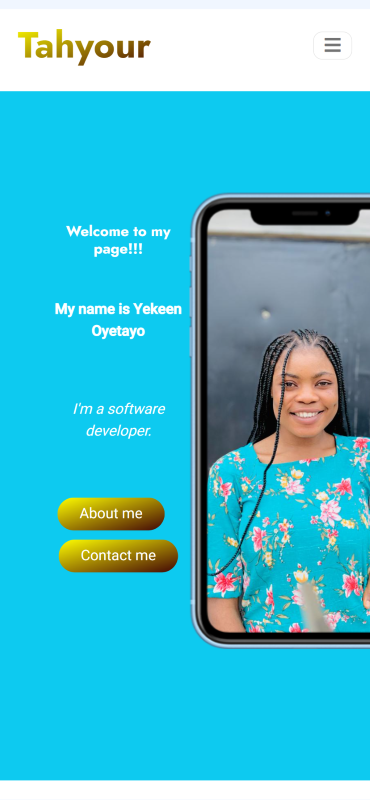 Tahyour
Welcome to my
page!!!
My name is Yekeen
Oyetayo
I'm a software
developer.
About me
Contact me